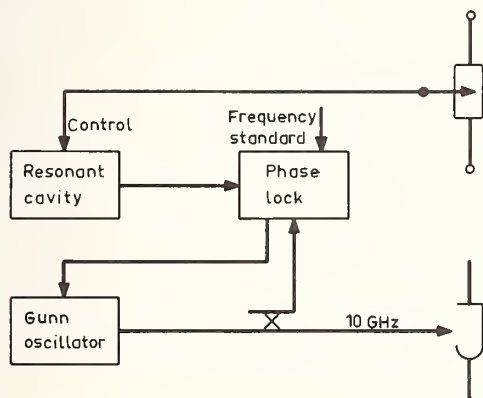 Control
Frequency
standard
Resonant
cavity
Phase
lock
Gunn
oscillator
10 GHz